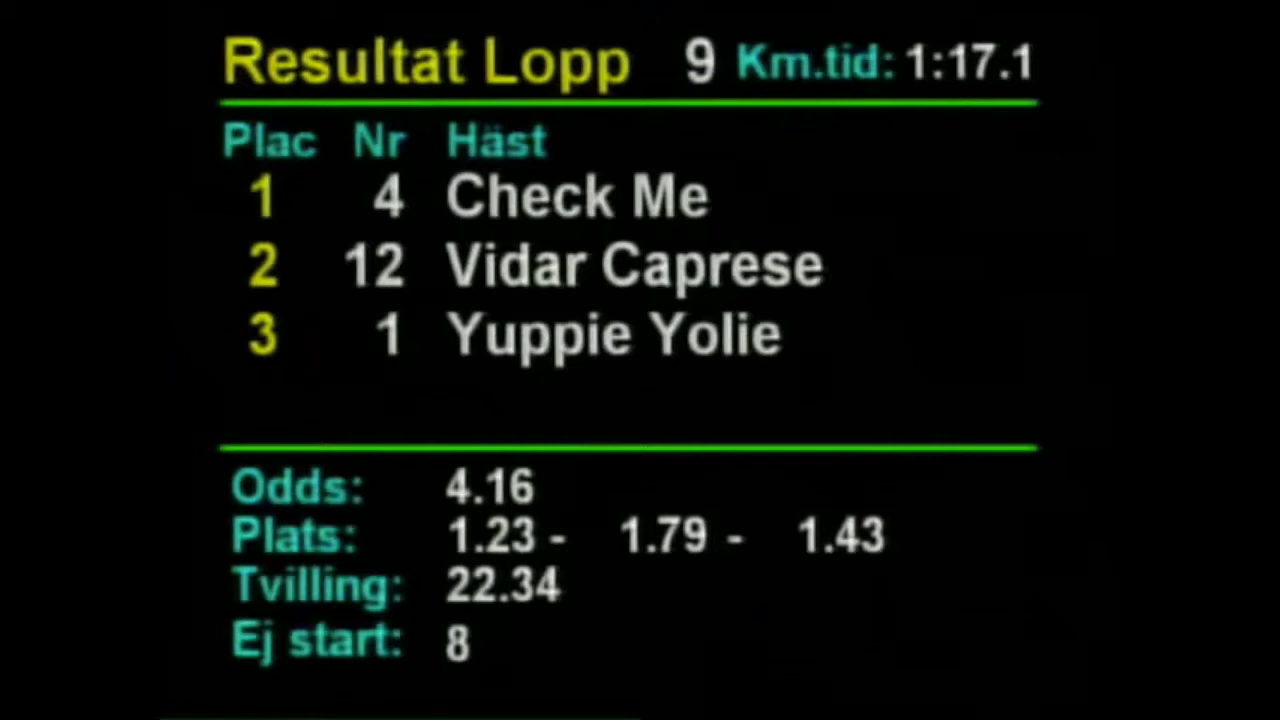 Resultat Lopp 9 Km.tid: 1:17.1
Plac Nr Häst
1 4 Check Me
2 12 Vidar Caprese
3 1 Yuppie Yolie
Odds: 4.16
Plats: 1.23 - 1.79 - 1.43
Tvilling: 22.34
Ej start: 8